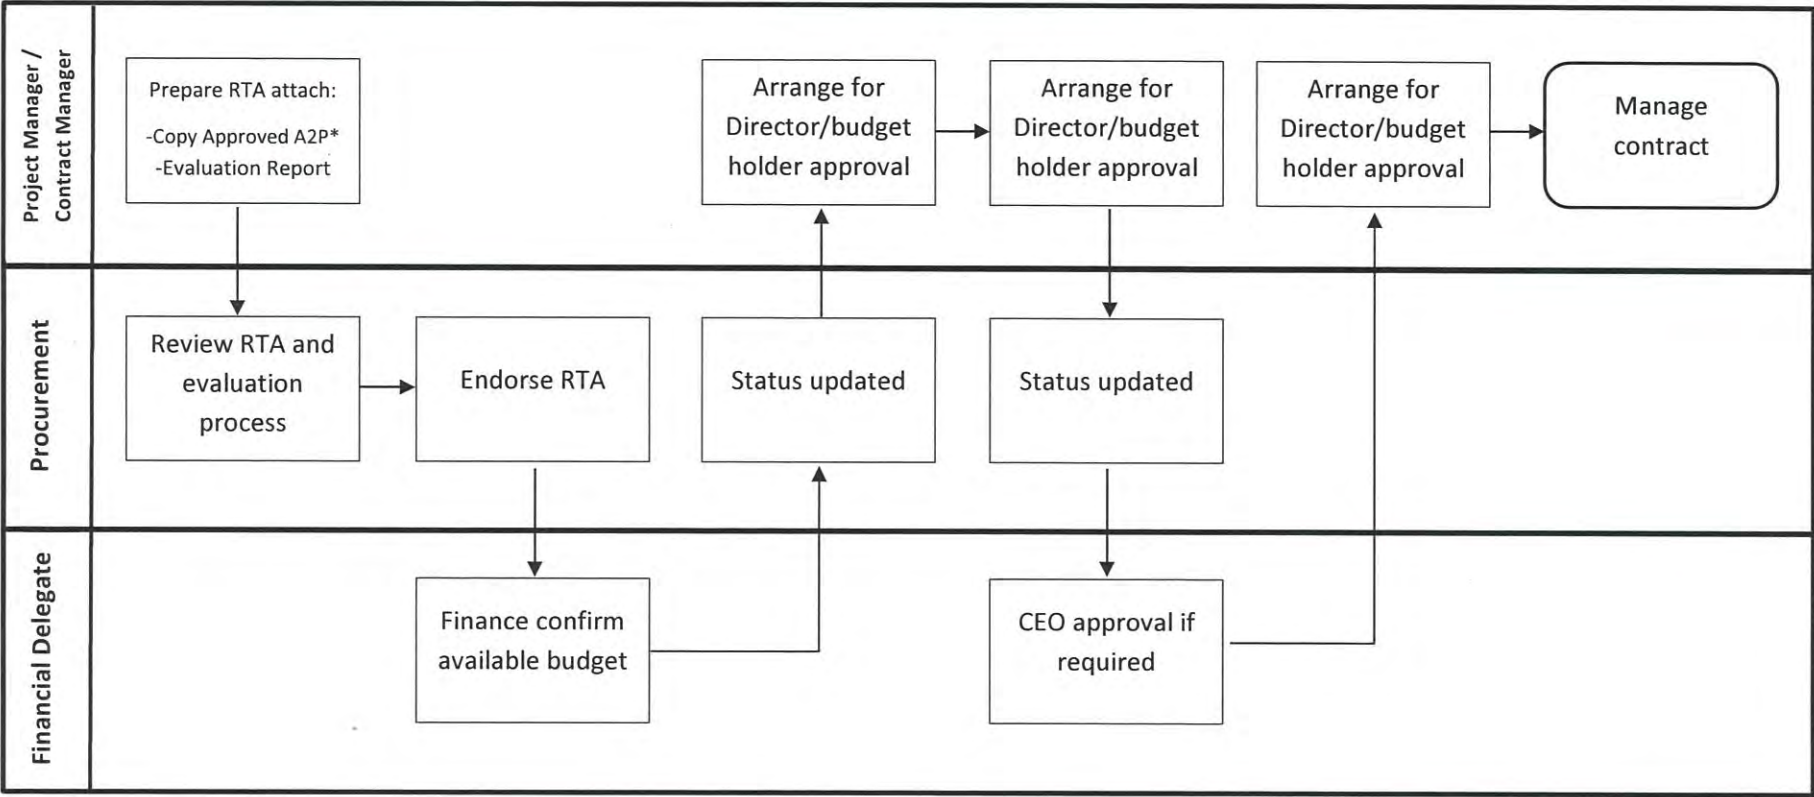 Project Manager /
Contract Manager
Prepare RTA attach:
-Copy Approved A2P*
-Evaluation Report
Arrange for
Director/budget
holder approval
Arrange for
Director/budget
holder approval
Arrange for
Director/budget
holder approval
Manage
contract
Procurement
Review RTA and
evaluation
process
Endorse RTA
Status updated
Status updated
Financial Delegate
Finance confirm
available budget
CEO approval if
required